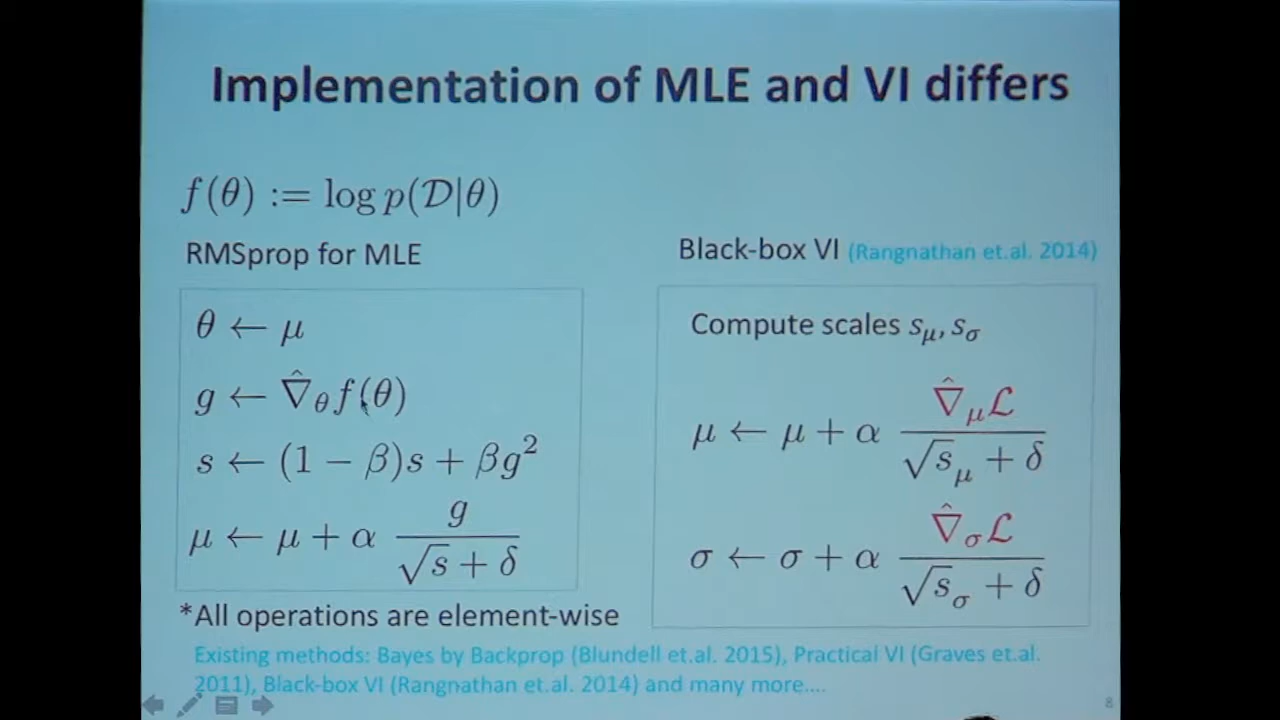 Implementation of MLE and VI differs
f(θ) := log p(𝒟|θ)
RMSprop for MLE
θ ← μ
g ← ∇̂_θ f(θ)
s ← (1 − β)s + βg²
μ ← μ + α g / (√s + δ)
*All operations are element-wise
Black-box VI (Rangnathan et.al. 2014)
Compute scales s_μ, s_σ
μ ← μ + α ∇̂_μ ℒ / (√s_μ + δ)
σ ← σ + α ∇̂_σ ℒ / (√s_σ + δ)
Existing methods: Bayes by Backprop (Blundell et.al. 2015), Practical VI (Graves et.al.
2011), Black-box VI (Rangnathan et.al. 2014) and many more....
8